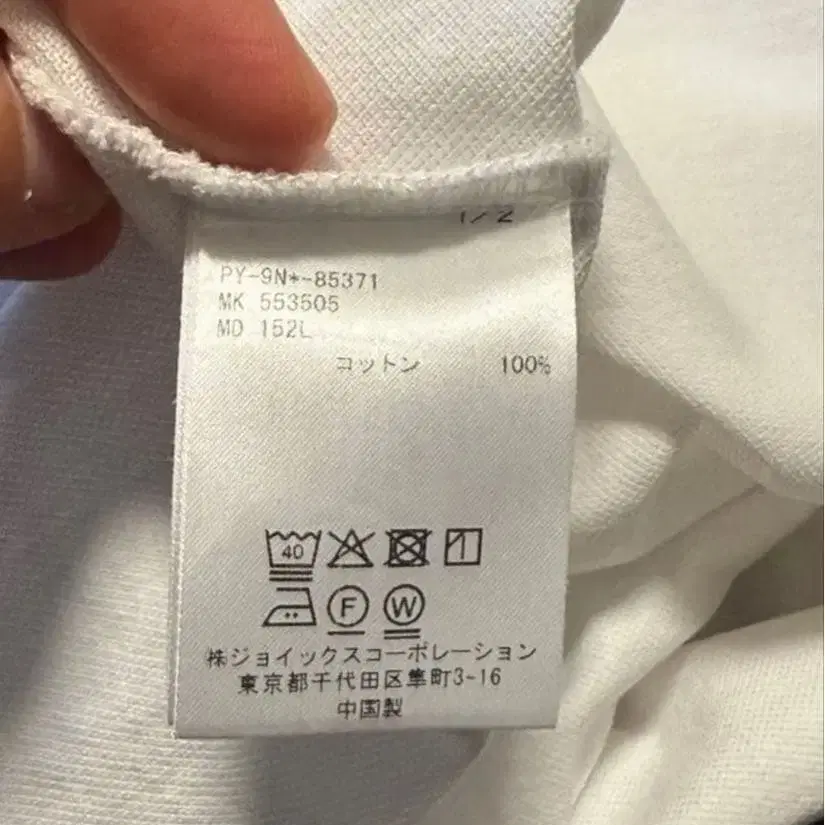 1/2
PY-9N*-85371
MK 553505
MD 152L
コットン 100%
40
F W
株ジョイックスコーポレーション
東京都千代田区隼町3-16
中国製